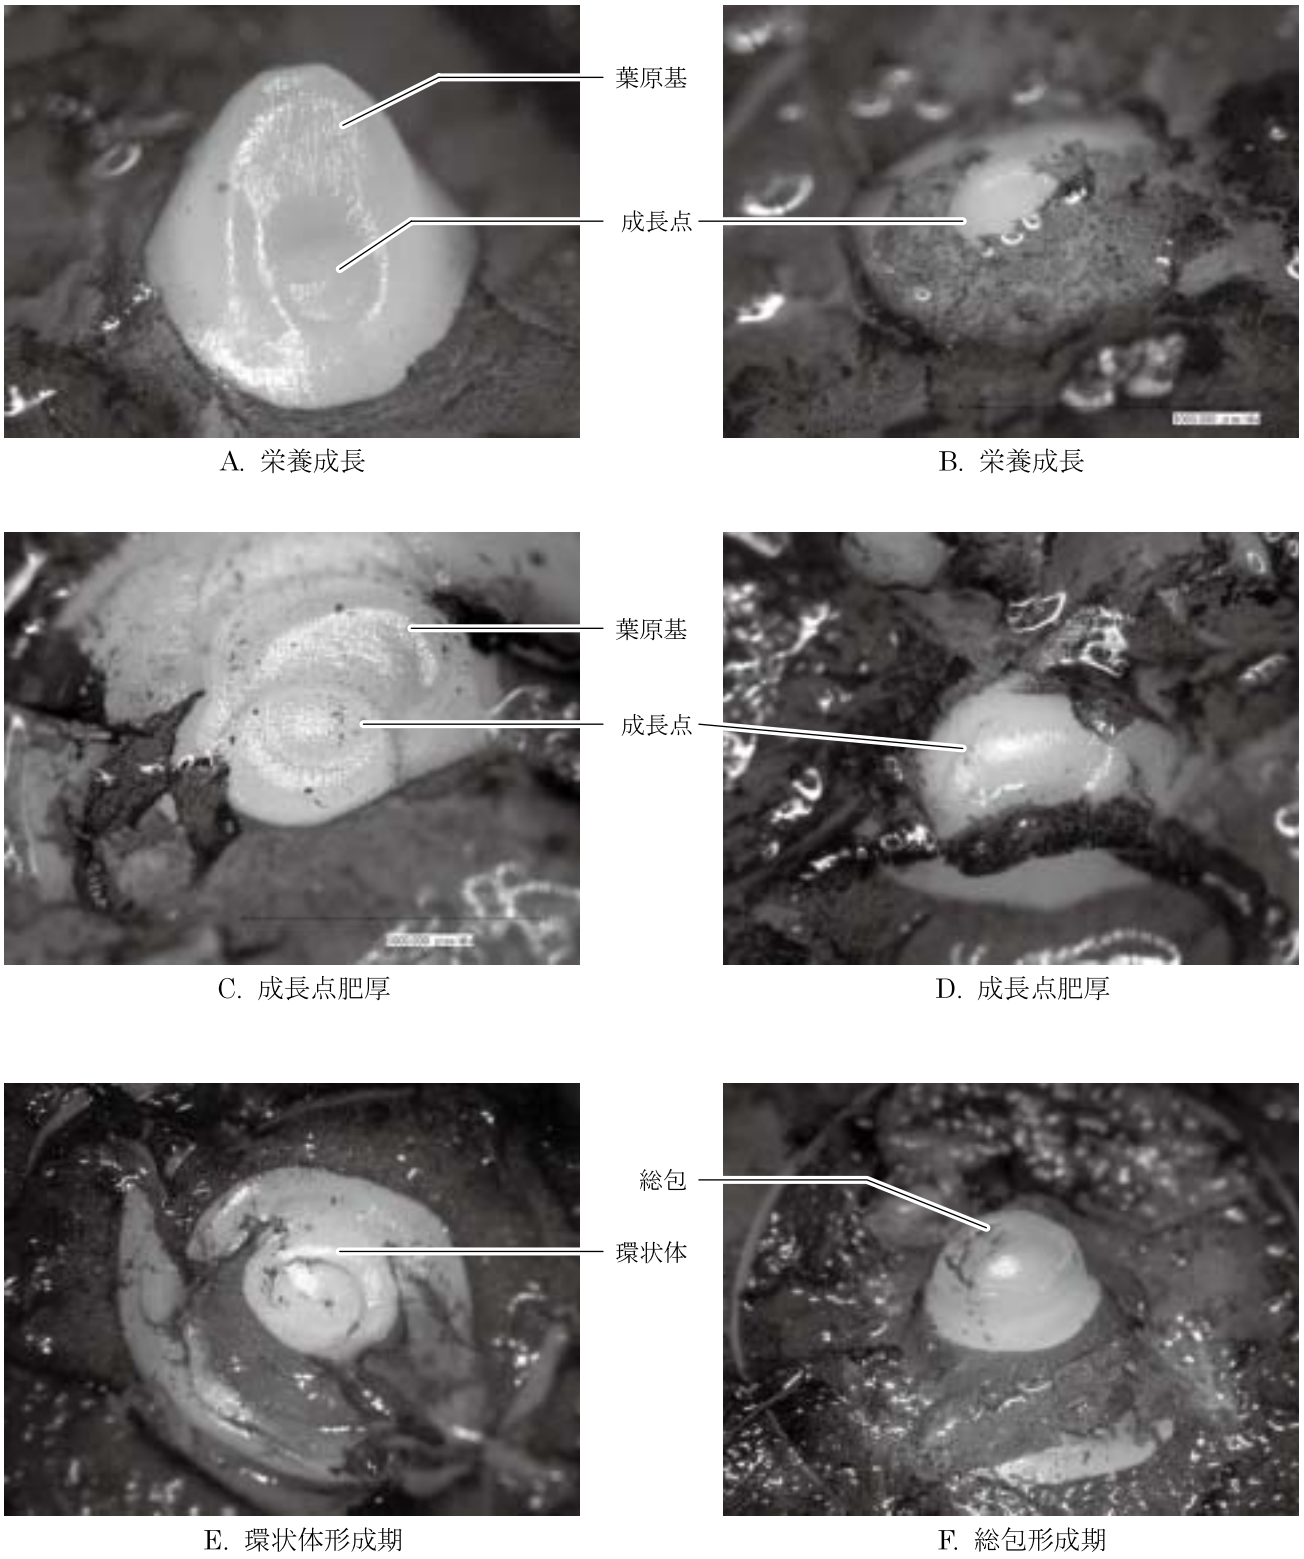 葉原基
成長点
A. 栄養成長
B. 栄養成長
葉原基
成長点
C. 成長点肥厚
D. 成長点肥厚
総包
環状体
E. 環状体形成期
F. 総包形成期